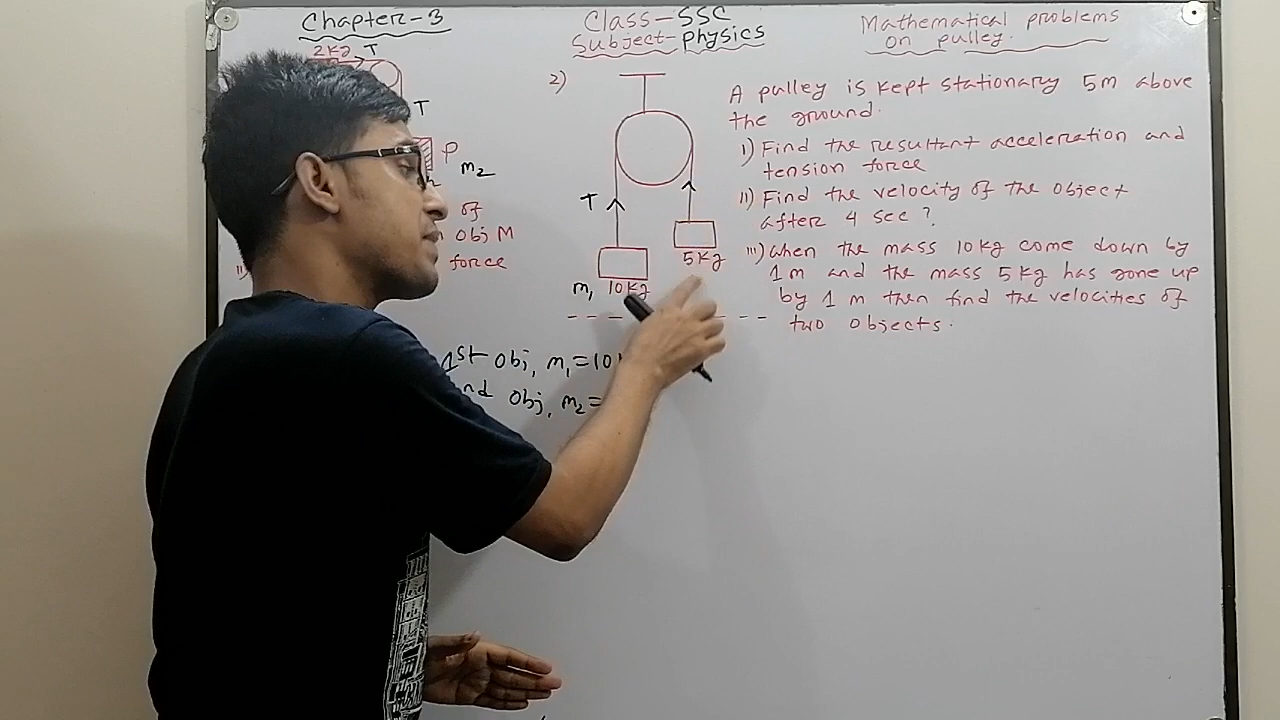 Chapter-3
Class-SSC
Subject-physics
Mathematical problems
on pulley.
2kg T
T
P
m2
of
obj M
force
2)
T
m1 10kg
5kg
1st obj, m1=10
nd obj, m2=
A pulley is kept stationary 5m above
the ground.
i) Find the resultant acceleration and
tension force
ii) Find the velocity of the object
after 4 sec?
iii) When the mass 10kg come down by
1m and the mass 5kg has gone up
by 1 m then find the velocities of
two objects.